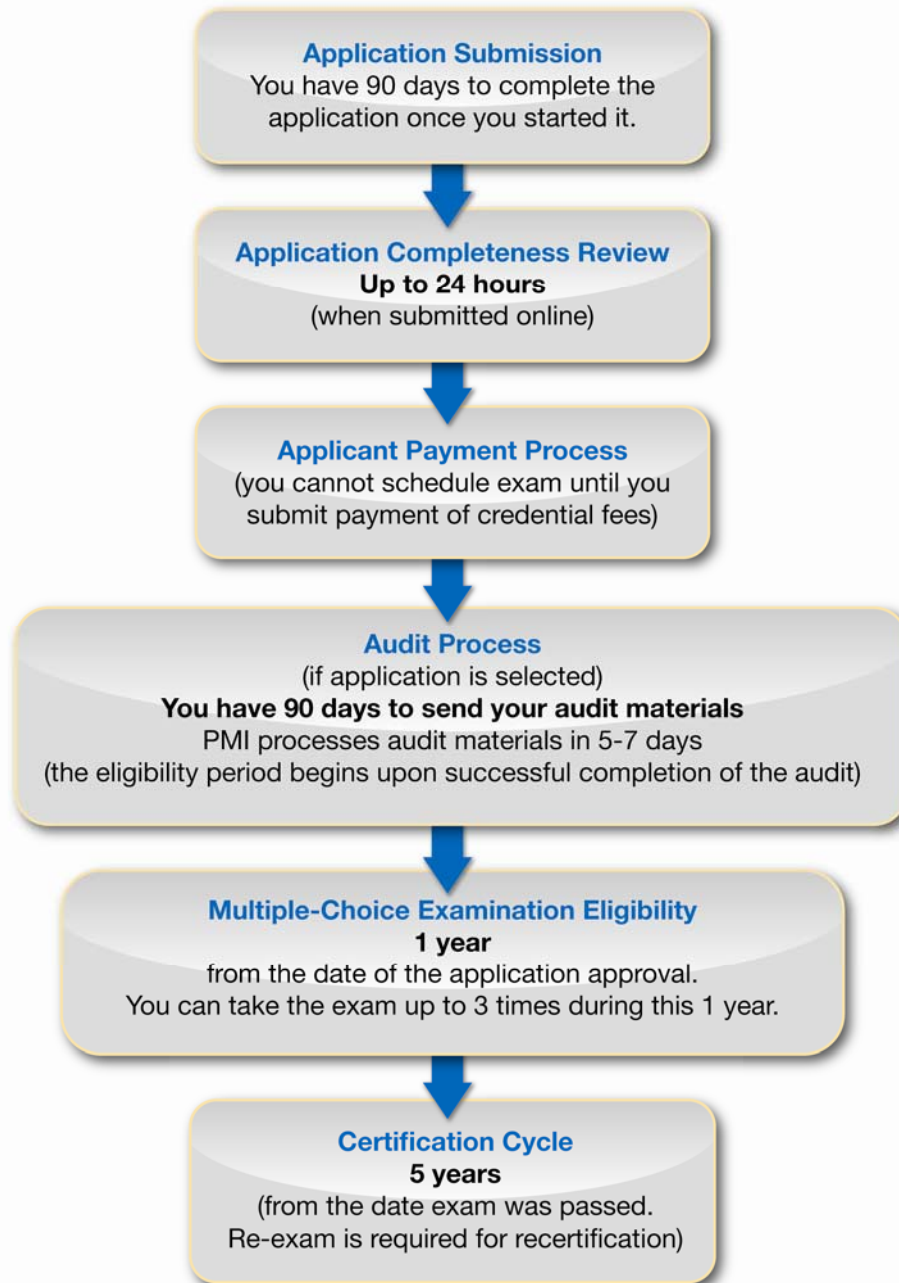 Application Submission
You have 90 days to complete the
application once you started it.
Application Completeness Review
Up to 24 hours
(when submitted online)
Applicant Payment Process
(you cannot schedule exam until you
submit payment of credential fees)
Audit Process
(if application is selected)
You have 90 days to send your audit materials
PMI processes audit materials in 5-7 days
(the eligibility period begins upon successful completion of the audit)
Multiple-Choice Examination Eligibility
1 year
from the date of the application approval.
You can take the exam up to 3 times during this 1 year.
Certification Cycle
5 years
(from the date exam was passed.
Re-exam is required for recertification)